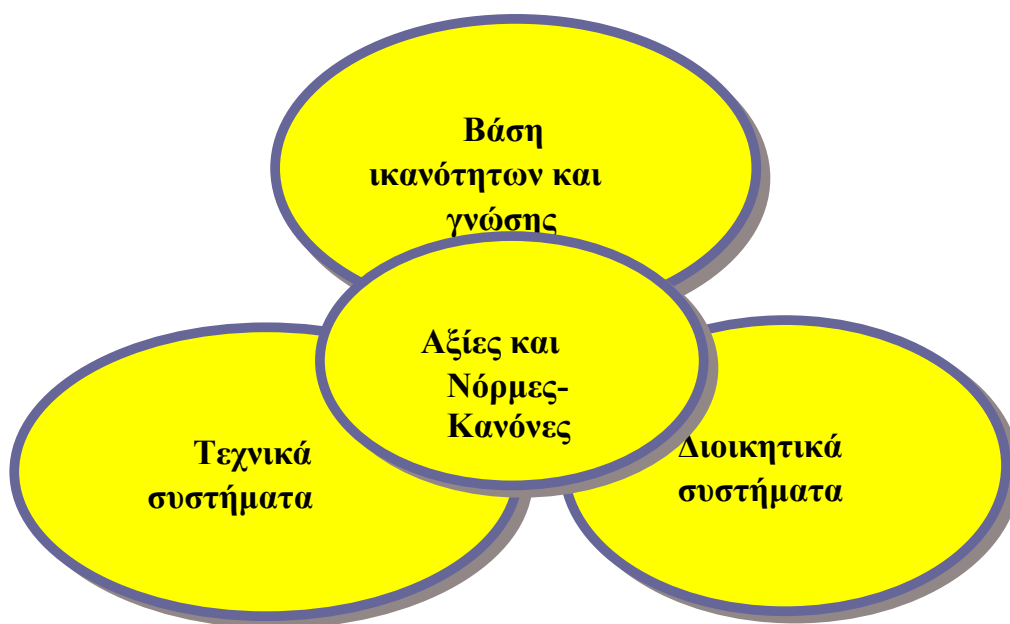 Βάση
ικανότητων και
γνώσης
Αξίες και
Νόρμες-
Κανόνες
Τεχνικά
συστήματα
Διοικητικά
συστήματα